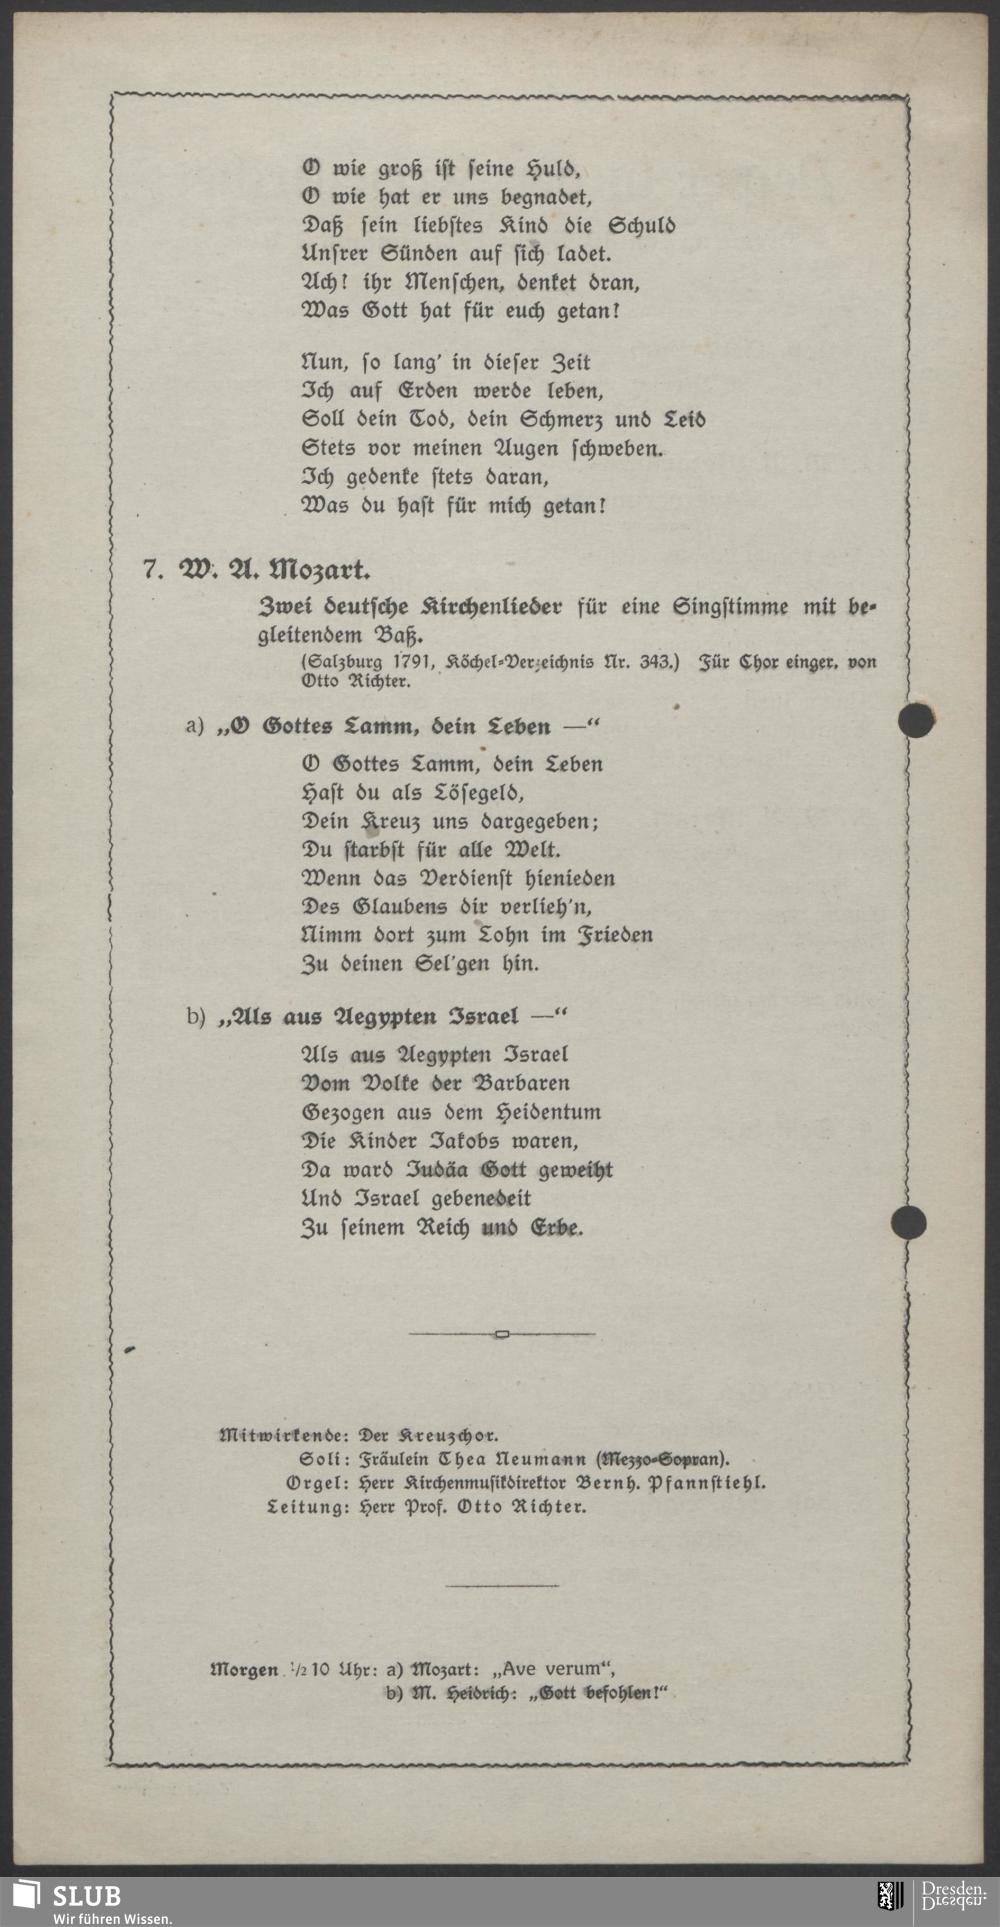 O wie groß ist seine Huld,
O wie hat er uns begnadet,
Daß sein liebstes Kind die Schuld
Unsrer Sünden auf sich ladet.
Ach! ihr Menschen, denket dran,
Was Gott hat für euch getan!
Nun, so lang' in dieser Zeit
Ich auf Erden werde leben,
Soll dein Tod, dein Schmerz und Leid
Stets vor meinen Augen schweben.
Ich gedenke stets daran,
Was du hast für mich getan!
7. W. A. Mozart.
Zwei deutsche Kirchenlieder für eine Singstimme mit be-
gleitendem Baß.
(Salzburg 1791, Köchel-Verzeichnis Nr. 343.) Für Chor einger. von
Otto Richter.
a) „O Gottes Lamm, dein Leben —“
O Gottes Lamm, dein Leben
Hast du als Lösegeld,
Dein Kreuz uns dargegeben;
Du starbst für alle Welt.
Wenn das Verdienst hienieden
Des Glaubens dir verlieh'n,
Nimm dort zum Lohn im Frieden
Zu deinen Sel'gen hin.
b) „Als aus Aegypten Israel —“
Als aus Aegypten Israel
Vom Volke der Barbaren
Gezogen aus dem Heidentum
Die Kinder Jakobs waren,
Da ward Judäa Gott geweiht
Und Israel gebenedeit
Zu seinem Reich und Erbe.
Mitwirkende: Der Kreuzchor.
Soli: Fräulein Thea Neumann (Mezzo-Sopran).
Orgel: Herr Kirchenmusikdirektor Bernh. Pfannstiehl.
Leitung: Herr Prof. Otto Richter.
Morgen ½10 Uhr: a) Mozart: „Ave verum“,
b) M. Heidrich: „Gott befohlen!“
SLUB
Wir führen Wissen.
Dresden.
Dresden.